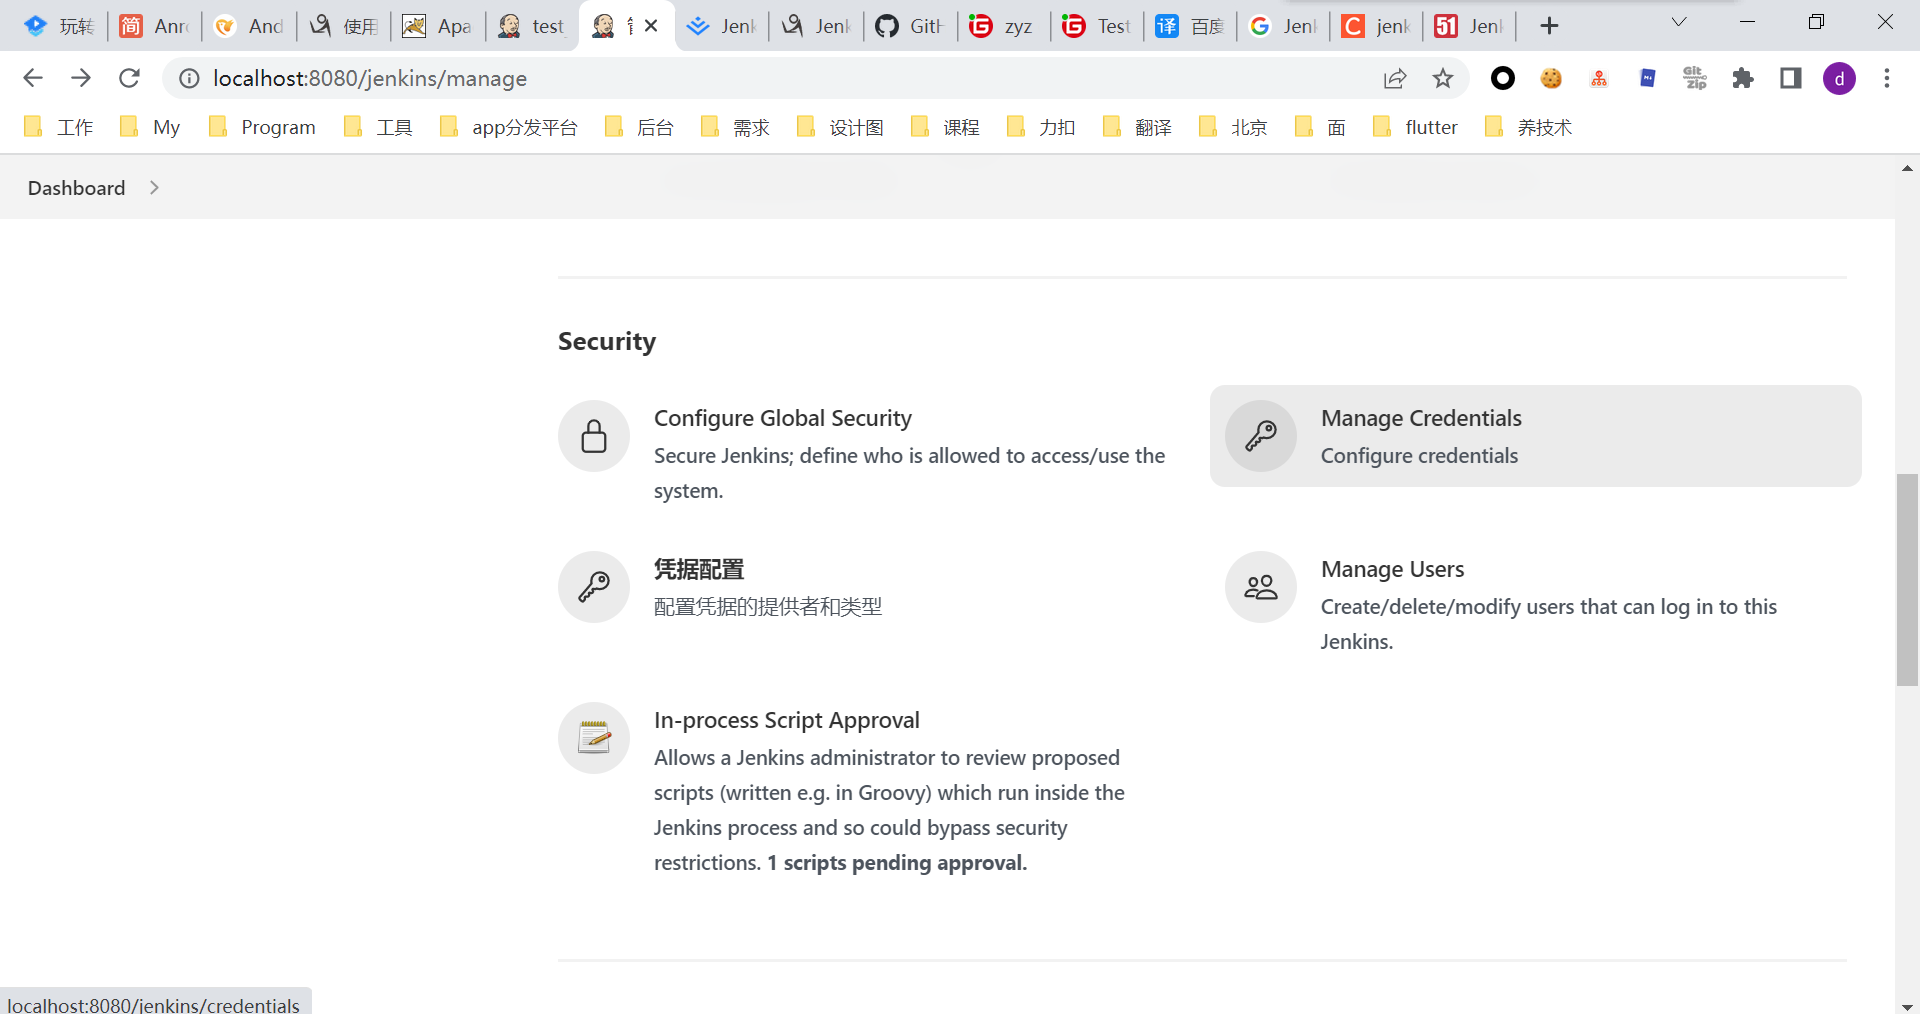 玩转
简 Anr
And
使用
Apa
test_
Jenk
Jenk
GitH
zyz
Test
译 百度
Jen
C jenk
51 Jenk
localhost:8080/jenkins/manage
Git Zip
d
工作
My
Program
工具
app分发平台
后台
需求
设计图
课程
力扣
翻译
北京
面
flutter
养技术
Dashboard
Security
Configure Global Security
Secure Jenkins; define who is allowed to access/use the
system.
Manage Credentials
Configure credentials
凭据配置
配置凭据的提供者和类型
Manage Users
Create/delete/modify users that can log in to this
Jenkins.
In-process Script Approval
Allows a Jenkins administrator to review proposed
scripts (written e.g. in Groovy) which run inside the
Jenkins process and so could bypass security
restrictions. 1 scripts pending approval.
localhost:8080/jenkins/credentials